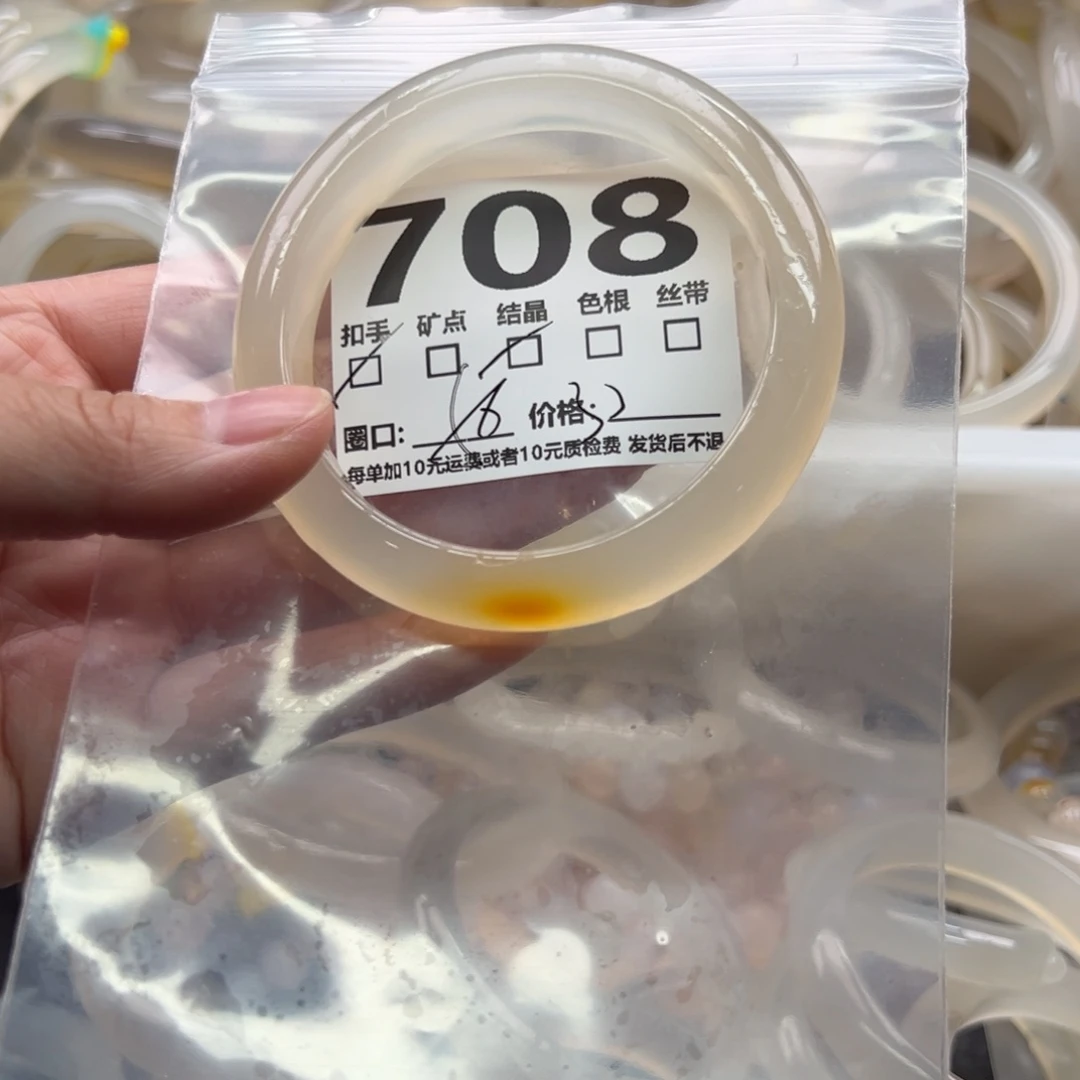 708
扣手 矿点 结晶 色根 丝带
圈口: 价格: 32
每单加10元运费或者10元质检费 发货后不退